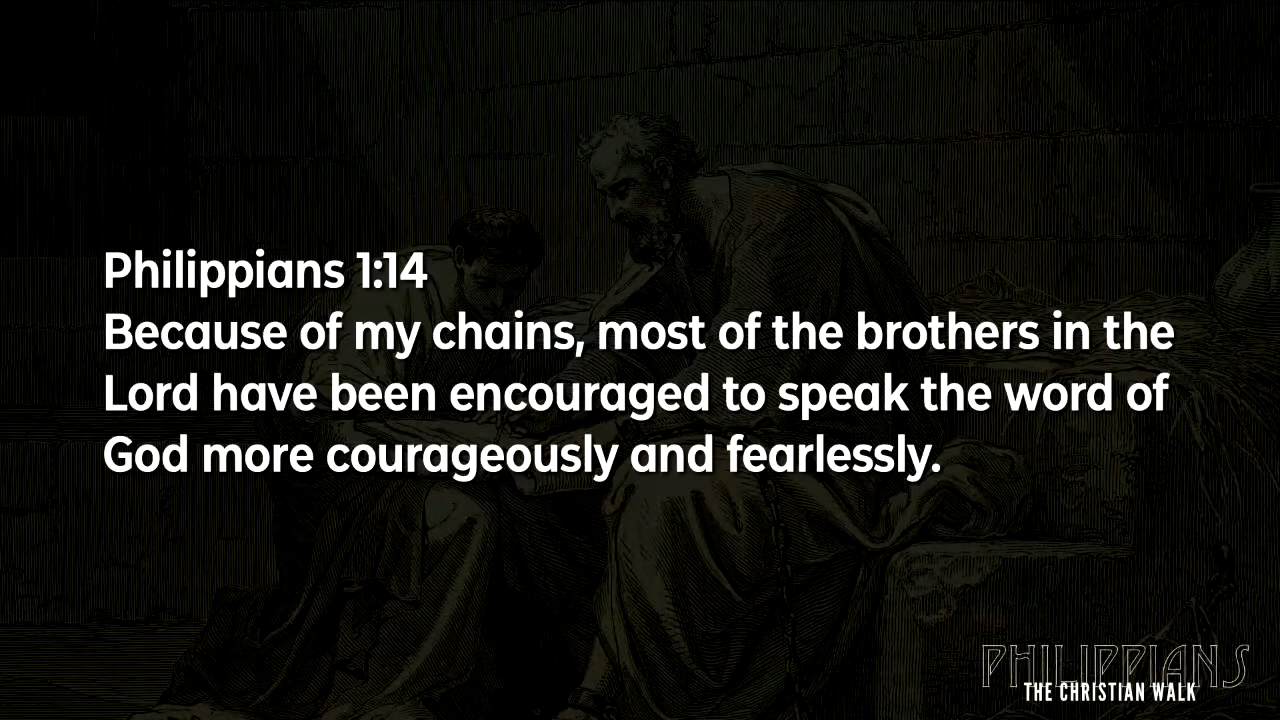 Philippians 1:14
Because of my chains, most of the brothers in the
Lord have been encouraged to speak the word of
God more courageously and fearlessly.
PHILIPPIANS
THE CHRISTIAN WALK